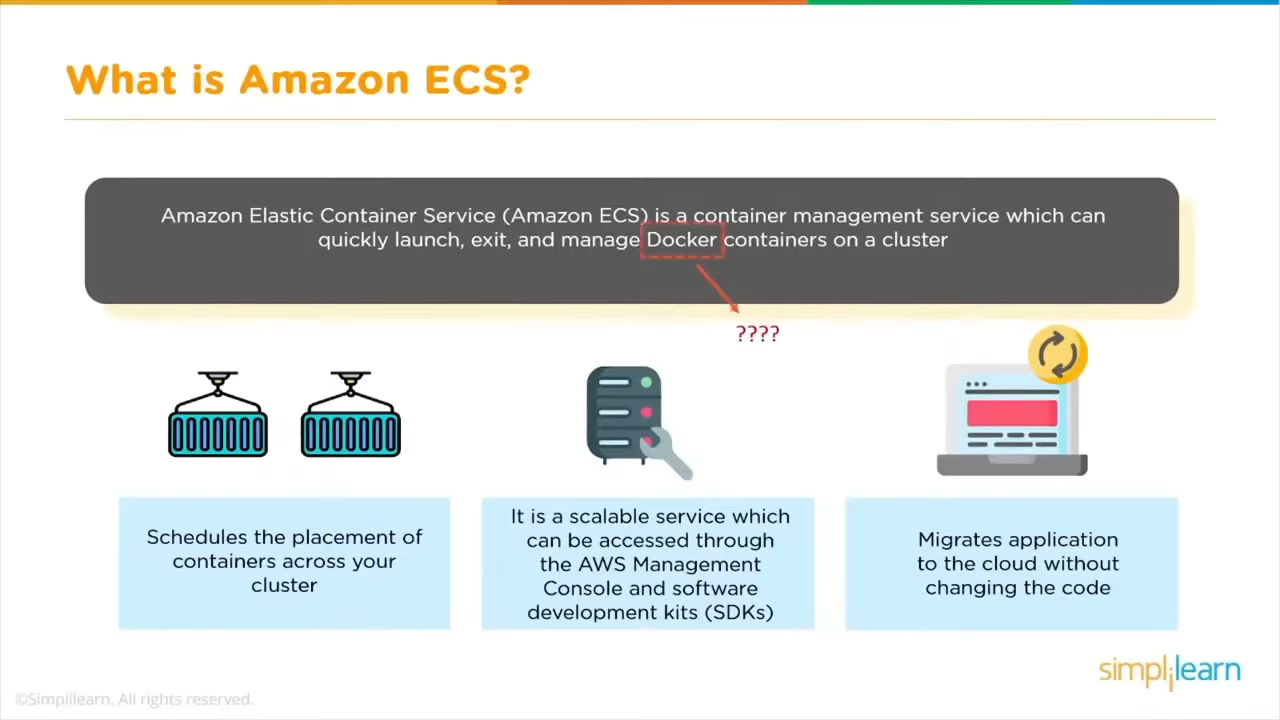 What is Amazon ECS?
Amazon Elastic Container Service (Amazon ECS) is a container management service which can
quickly launch, exit, and manage Docker containers on a cluster
????
Schedules the placement of
containers across your
cluster
It is a scalable service which
can be accessed through
the AWS Management
Console and software
development kits (SDKs)
Migrates application
to the cloud without
changing the code
simplilearn
©Simplilearn. All rights reserved.